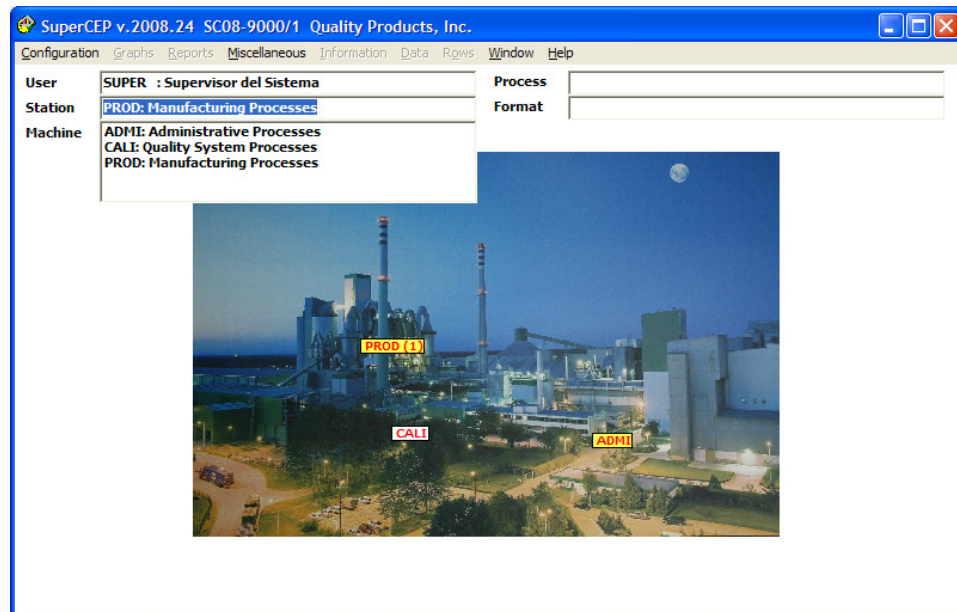 SuperCEP v.2008.24 SC08-9000/1 Quality Products, Inc.
Configuration Graphs Reports Miscellaneous Information Data Rows Window Help
User SUPER : Supervisor del Sistema Process
Station PROD: Manufacturing Processes Format
Machine ADMI: Administrative Processes
CALI: Quality System Processes
PROD: Manufacturing Processes
PROD (1)
CALI
ADMI